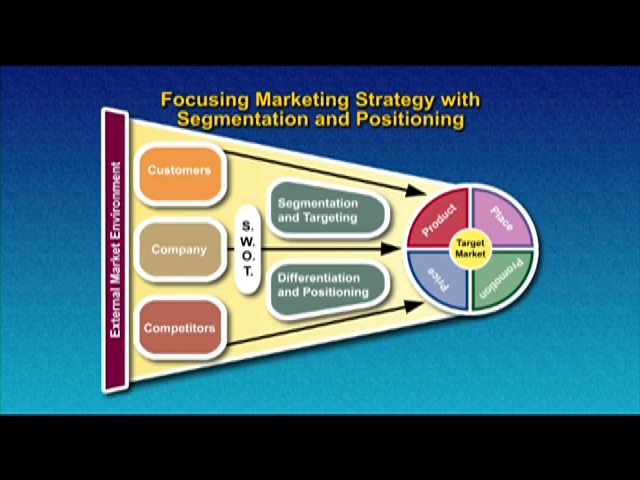 Focusing Marketing Strategy with
Segmentation and Positioning
External Market Environment
Customers
Company
Competitors
S.
W.
O.
T.
Segmentation
and Targeting
Differentiation
and Positioning
Product
Place
Target
Market
Price
Promotion